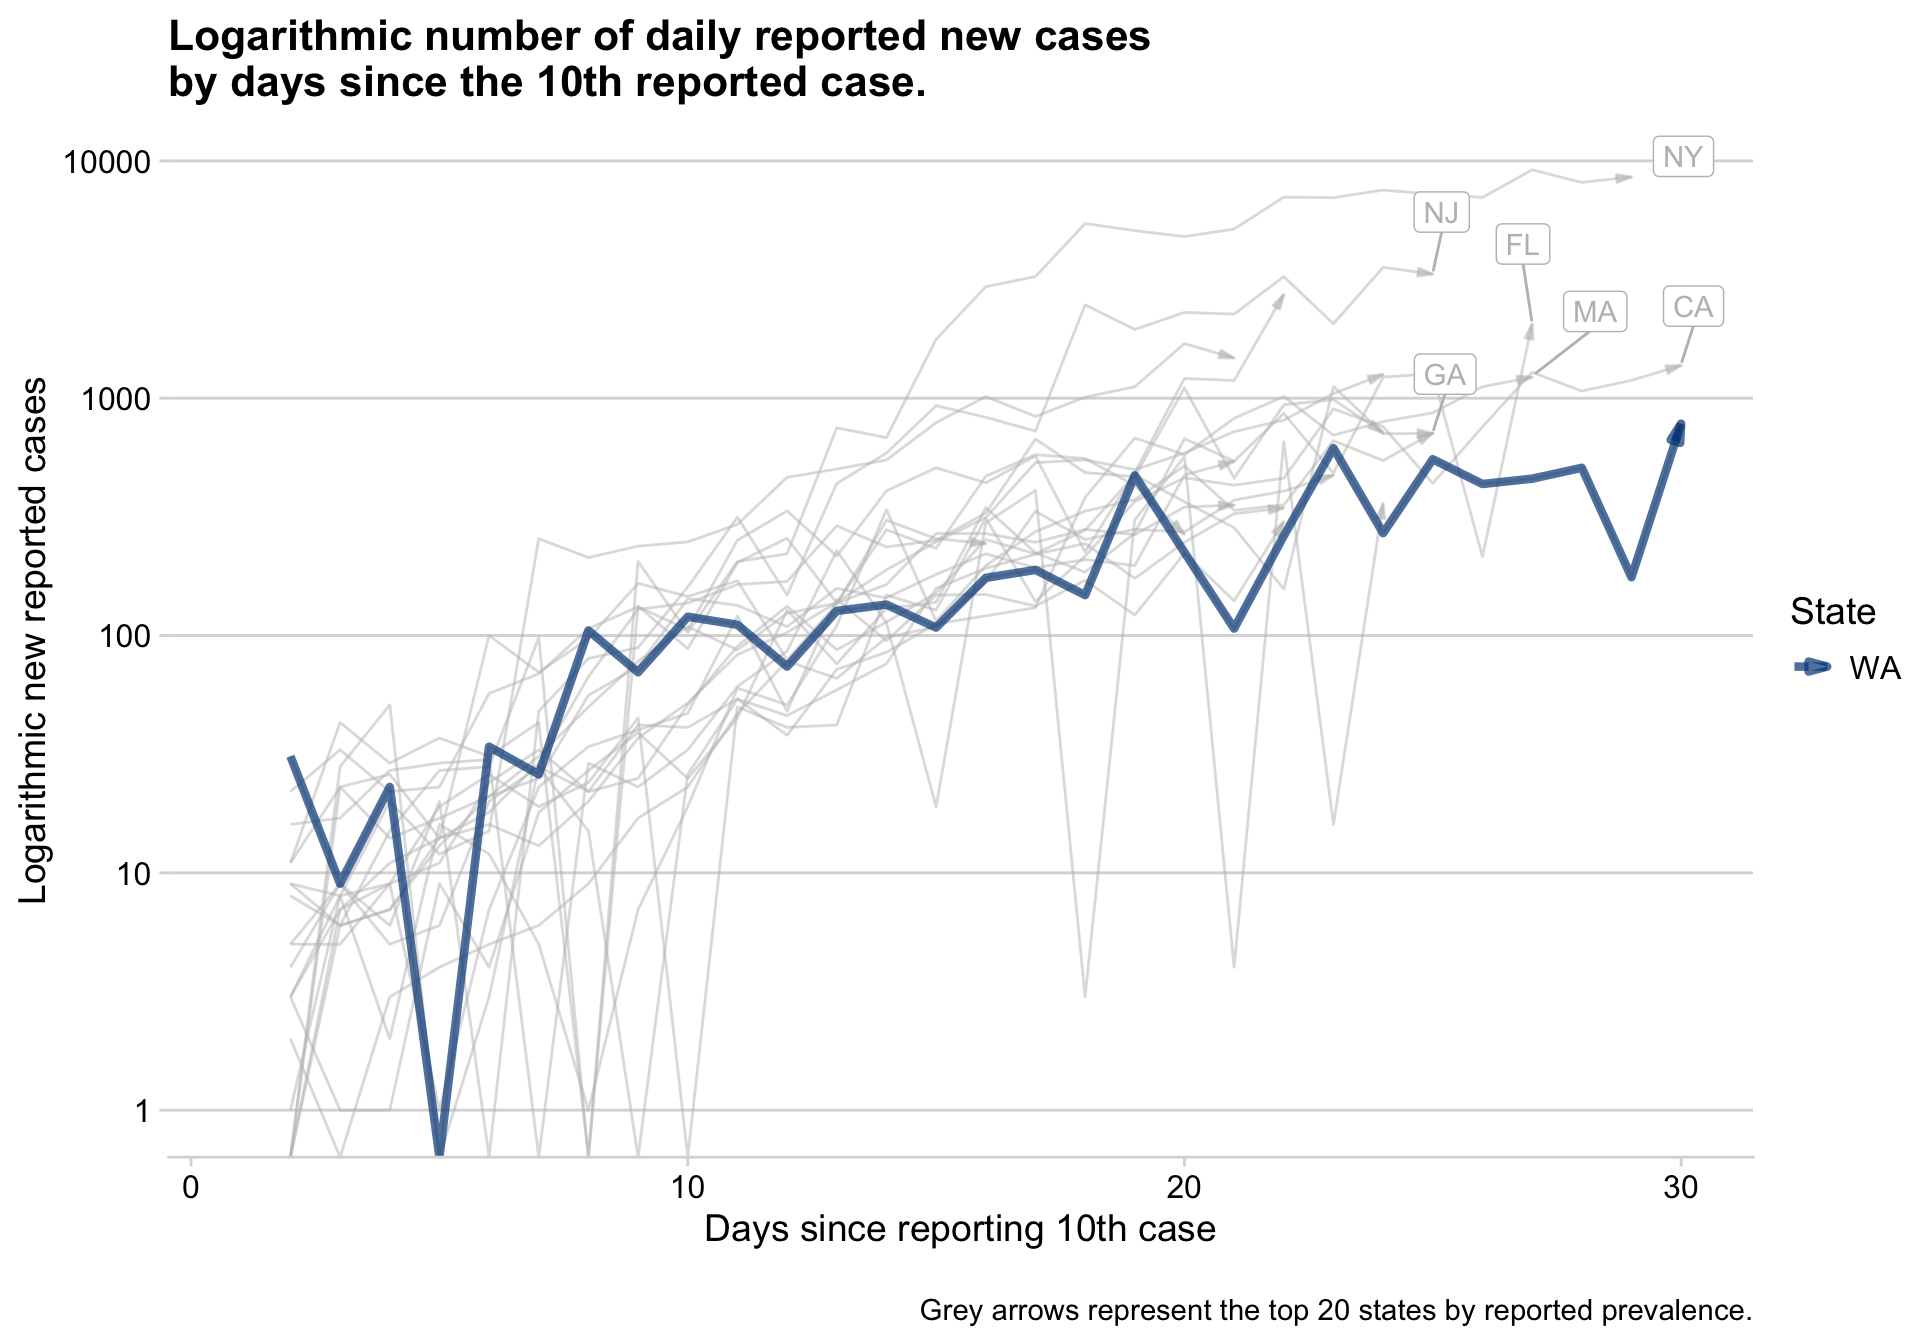 Logarithmic number of daily reported new cases
by days since the 10th reported case.
10000
1000
100
10
1
Logarithmic new reported cases
NY
NJ
FL
MA
CA
GA
State
WA
0
10
20
30
Days since reporting 10th case
Grey arrows represent the top 20 states by reported prevalence.